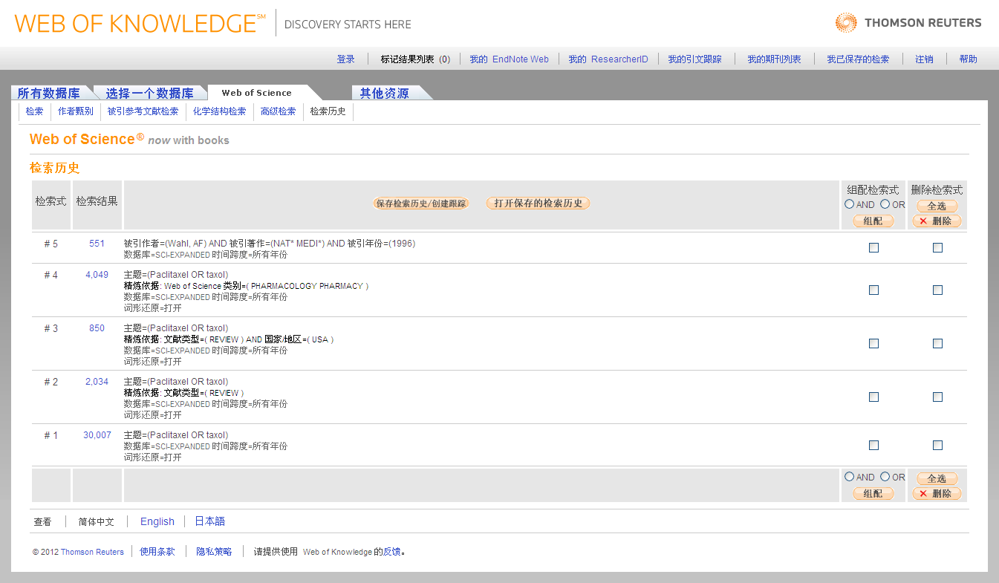 WEB OF KNOWLEDGE℠ DISCOVERY STARTS HERE THOMSON REUTERS
登录 标记结果列表 (0) 我的 EndNote Web 我的 ResearcherID 我的引文跟踪 我的期刊列表 我已保存的检索 注销 帮助
所有数据库 选择一个数据库 Web of Science 其他资源
检索 作者甄别 被引参考文献检索 化学结构检索 高级检索 检索历史
Web of Science® now with books
检索历史
检索式 检索结果 保存检索历史/创建跟踪 打开保存的检索历史 组配检索式 删除检索式
AND OR 全选
组配 删除
# 5 551 被引作者=(Wahl, AF) AND 被引著作=(NAT* MEDI*) AND 被引年份=(1996)
数据库=SCI-EXPANDED 时间跨度=所有年份
# 4 4,049 主题=(Paclitaxel OR taxol)
精炼依据: Web of Science 类别=( PHARMACOLOGY PHARMACY )
数据库=SCI-EXPANDED 时间跨度=所有年份
词形还原=打开
# 3 850 主题=(Paclitaxel OR taxol)
精炼依据: 文献类型=( REVIEW ) AND 国家/地区=( USA )
数据库=SCI-EXPANDED 时间跨度=所有年份
词形还原=打开
# 2 2,034 主题=(Paclitaxel OR taxol)
精炼依据: 文献类型=( REVIEW )
数据库=SCI-EXPANDED 时间跨度=所有年份
词形还原=打开
# 1 30,007 主题=(Paclitaxel OR taxol)
数据库=SCI-EXPANDED 时间跨度=所有年份
词形还原=打开
AND OR 全选
组配 删除
查看 简体中文 English 日本語
© 2012 Thomson Reuters 使用条款 隐私策略 请提供使用 Web of Knowledge 的反馈。